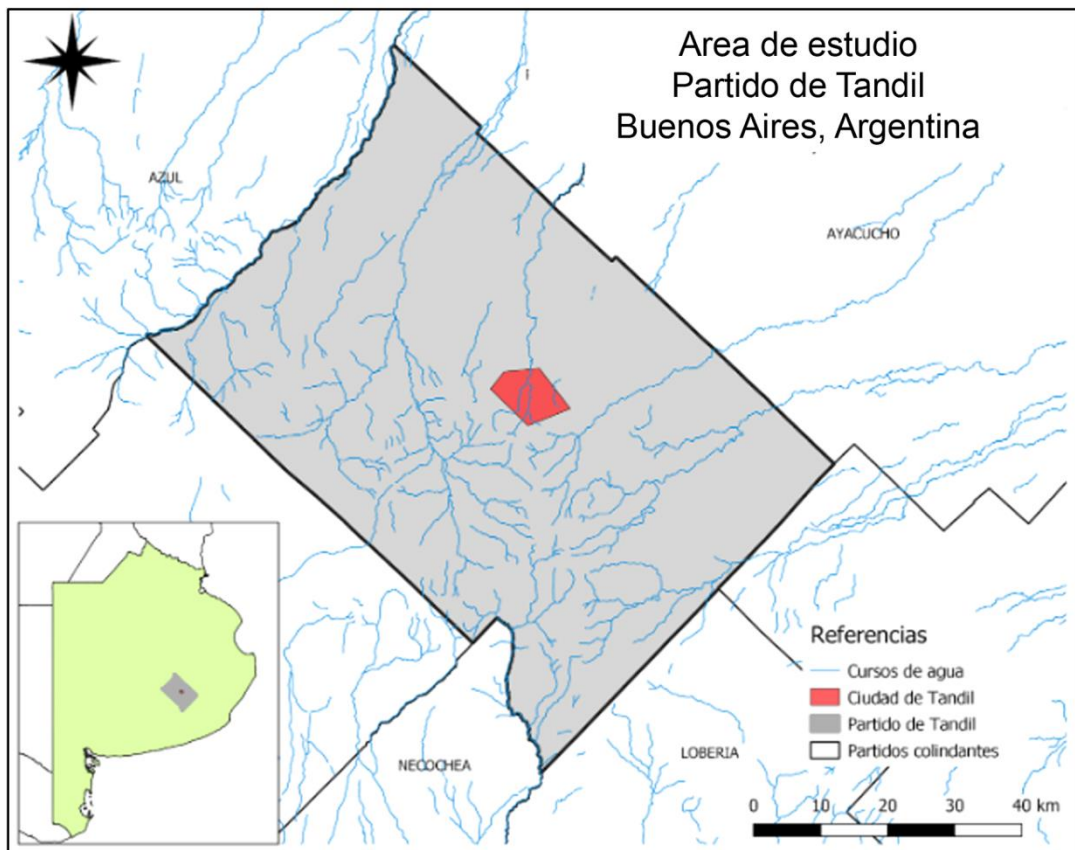 Area de estudio
Partido de Tandil
Buenos Aires, Argentina
AZUL
AYACUCHO
Referencias
Cursos de agua
Ciudad de Tandil
Partido de Tandil
Partidos colindantes
NECOCHEA
LOBERIA
0 10 20 30 40 km